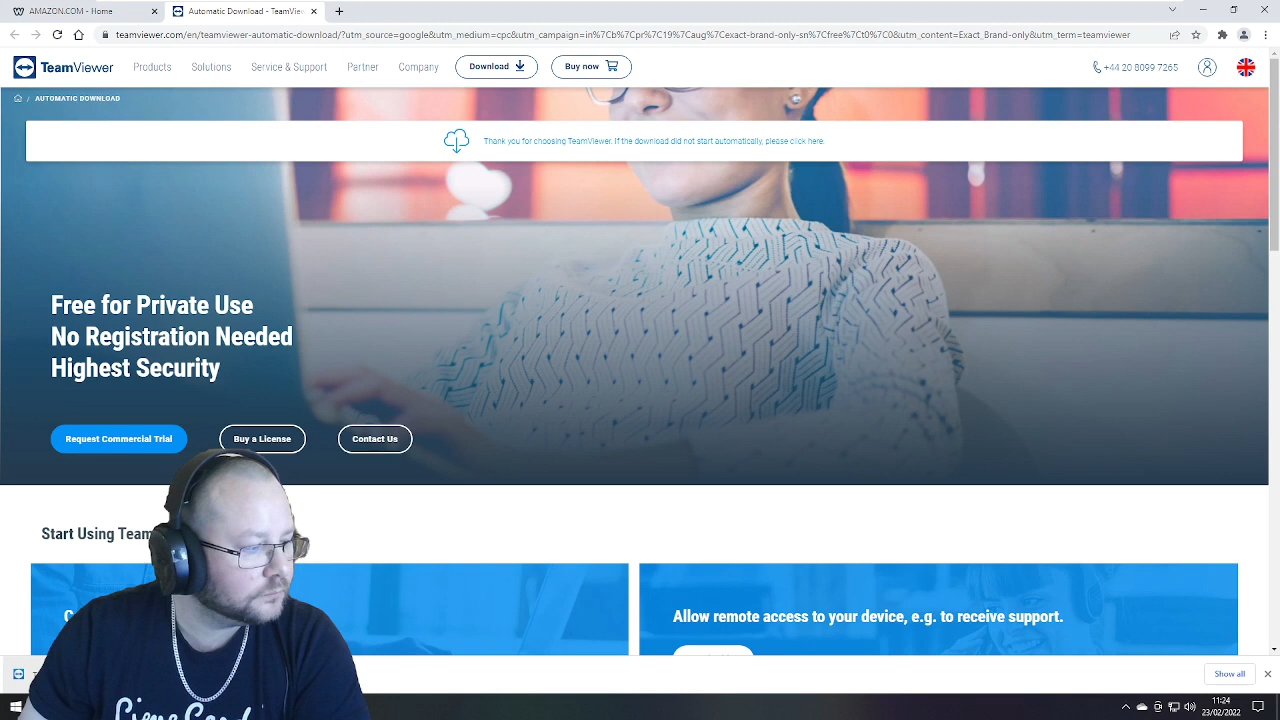 AMAZON.COM - Home
Automatic Download - TeamView
teamviewer.com/en/teamviewer-automatic-download/?utm_source=google&utm_medium=cpc&utm_campaign=in%7Cb%7Cpr%7C19%7Caug%7Cexact-brand-only-sn%7Cfree%7Ct0%7C0&utm_content=Exact_Brand-only&utm_term=teamviewer
TeamViewer Products Solutions Service & Support Partner Company Download Buy now +44 20 8099 7265
/ AUTOMATIC DOWNLOAD
Thank you for choosing TeamViewer. If the download did not start automatically, please click here.
Free for Private Use
No Registration Needed
Highest Security
Request Commercial Trial Buy a License Contact Us
Start Using Team
Allow remote access to your device, e.g. to receive support.
Show all
11:24
23/02/2022